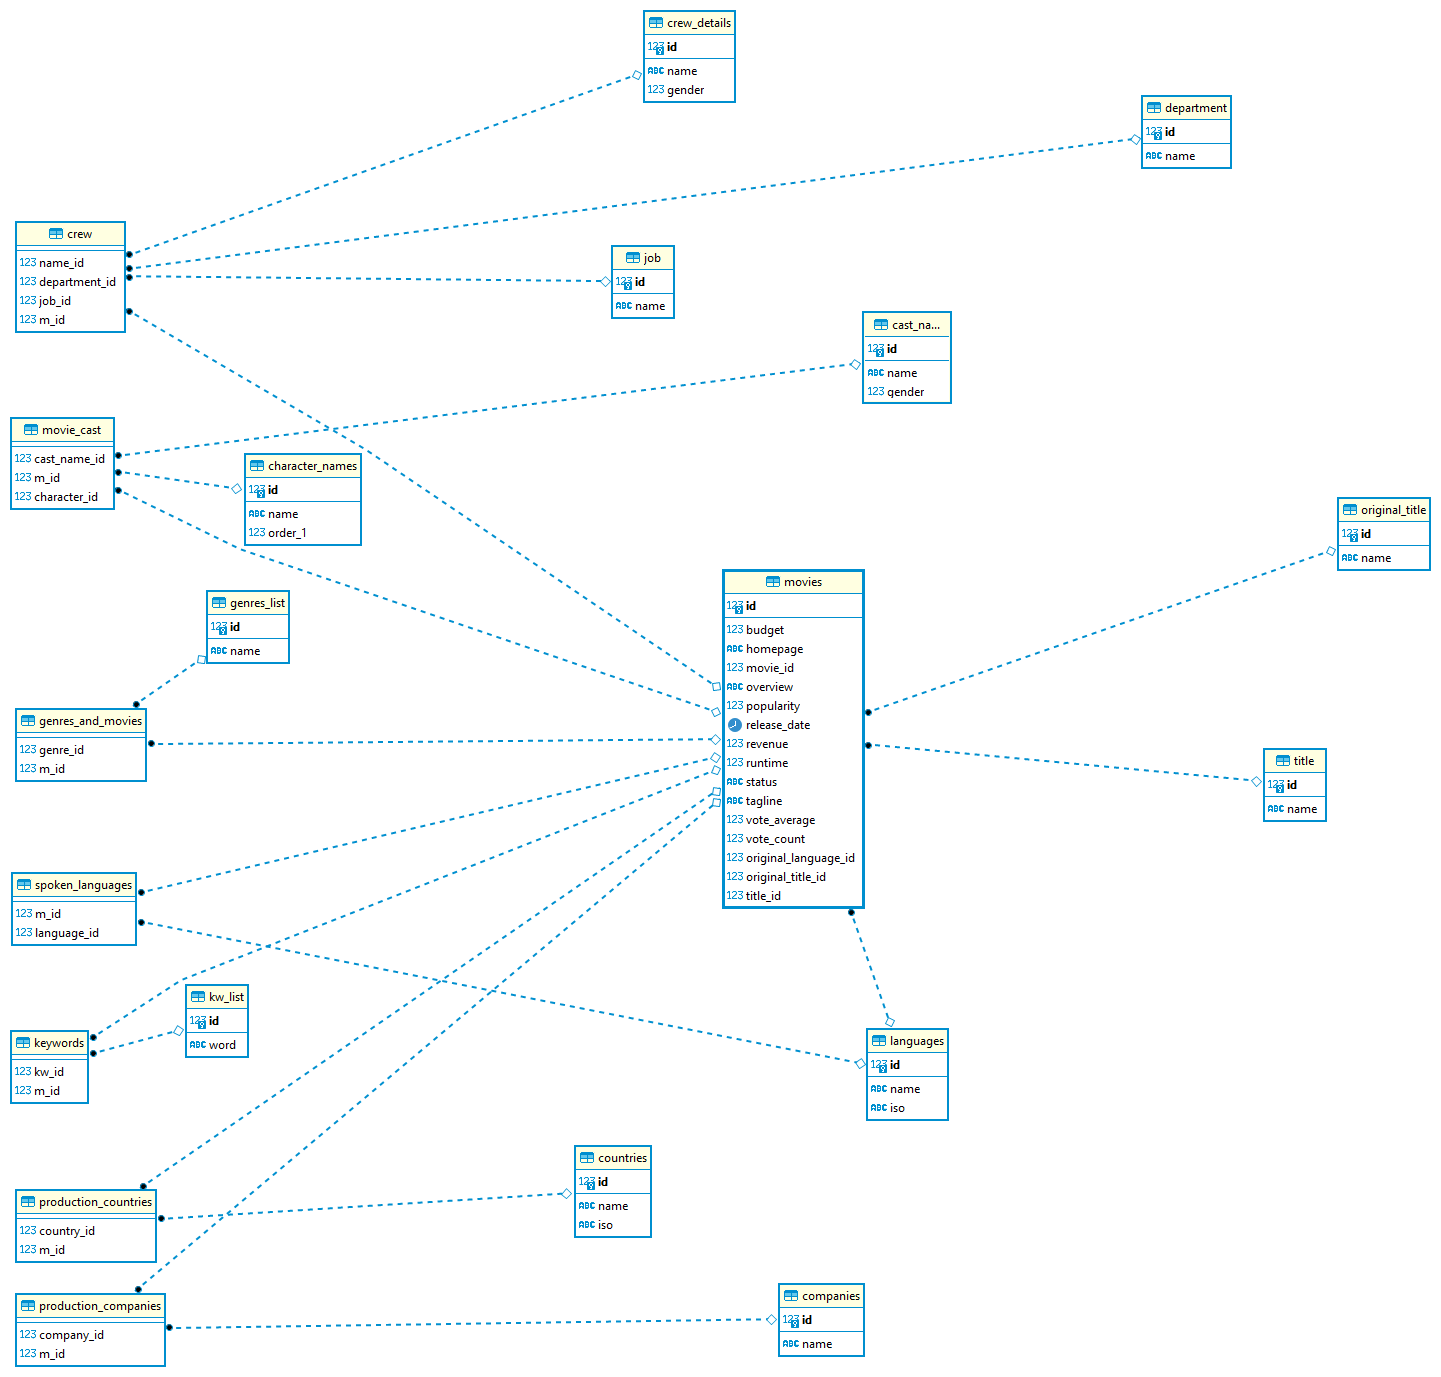 crew_details
123 id
ABC name
123 gender
department
123 id
ABC name
crew
123 name_id
123 department_id
123 job_id
123 m_id
job
123 id
ABC name
cast_na...
123 id
ABC name
123 gender
movie_cast
123 cast_name_id
123 m_id
123 character_id
character_names
123 id
ABC name
123 order_1
original_title
123 id
ABC name
movies
123 id
123 budget
ABC homepage
123 movie_id
ABC overview
123 popularity
release_date
123 revenue
123 runtime
ABC status
ABC tagline
123 vote_average
123 vote_count
123 original_language_id
123 original_title_id
123 title_id
genres_list
123 id
ABC name
genres_and_movies
123 genre_id
123 m_id
title
123 id
ABC name
spoken_languages
123 m_id
123 language_id
kw_list
123 id
ABC word
keywords
123 kw_id
123 m_id
languages
123 id
ABC name
ABC iso
countries
123 id
ABC name
ABC iso
production_countries
123 country_id
123 m_id
production_companies
123 company_id
123 m_id
companies
123 id
ABC name